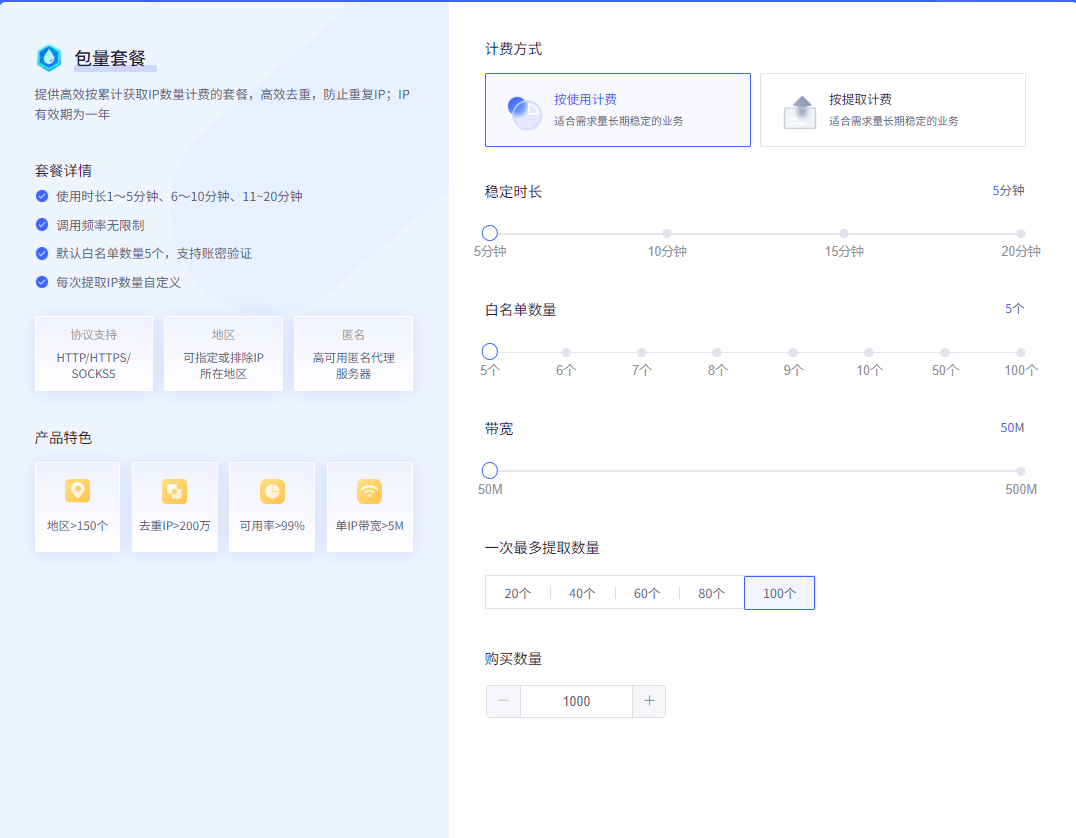 包量套餐
提供高效按累计获取IP数量计费的套餐，高效去重，防止重复IP；IP
有效期为一年
套餐详情
使用时长1～5分钟、6～10分钟、11~20分钟
调用频率无限制
默认白名单数量5个，支持账密验证
每次提取IP数量自定义
协议支持
HTTP/HTTPS/
SOCKS5
地区
可指定或排除IP
所在地区
匿名
高可用匿名代理
服务器
产品特色
地区>150个
去重IP>200万
可用率>99%
单IP带宽>5M
计费方式
按使用计费
适合需求量长期稳定的业务
按提取计费
适合需求量长期稳定的业务
稳定时长 5分钟
5分钟 10分钟 15分钟 20分钟
白名单数量 5个
5个 6个 7个 8个 9个 10个 50个 100个
带宽 50M
50M 500M
一次最多提取数量
20个 40个 60个 80个 100个
购买数量
1000